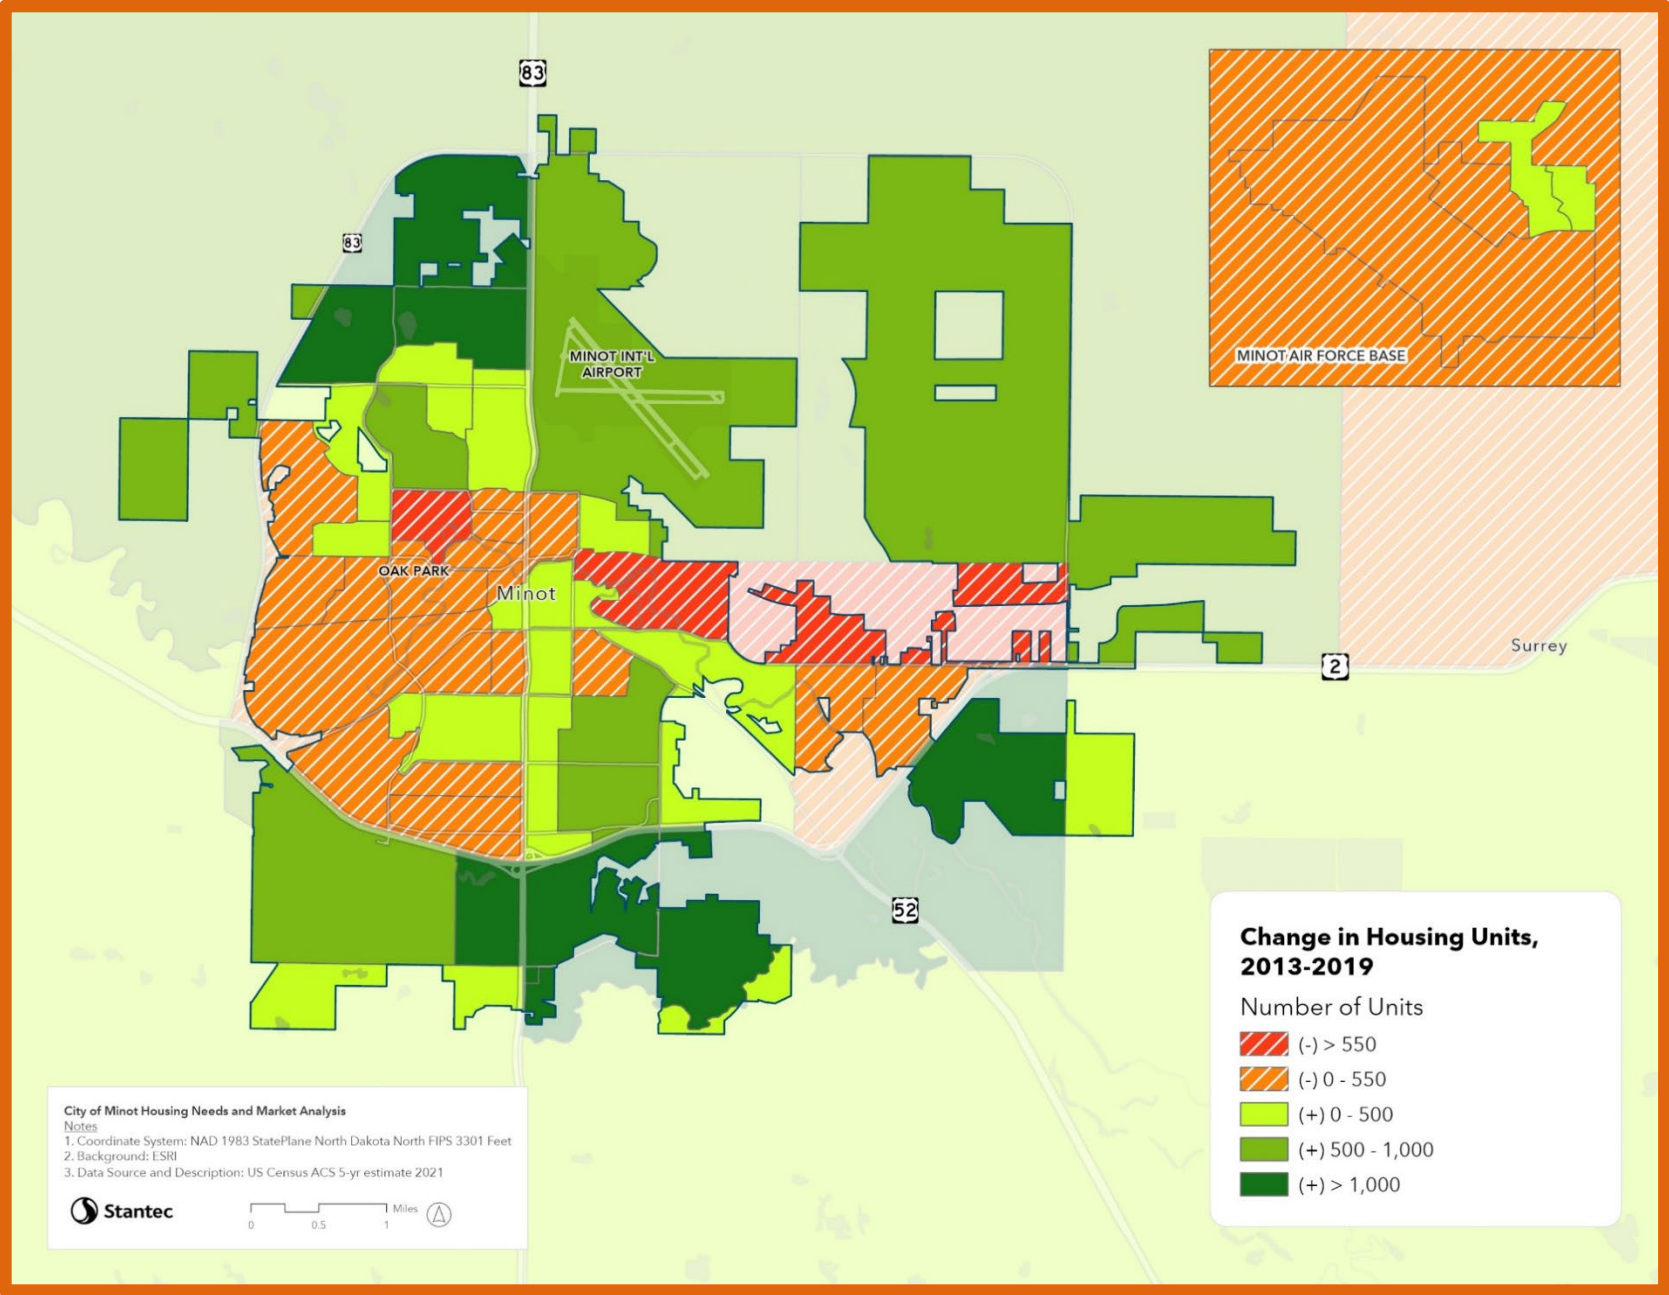 83
83
MINOT INT'L
AIRPORT
MINOT AIR FORCE BASE
OAK PARK
Minot
Surrey
2
52
Change in Housing Units,
2013-2019
Number of Units
(-) > 550
(-) 0 - 550
(+) 0 - 500
(+) 500 - 1,000
(+) > 1,000
City of Minot Housing Needs and Market Analysis
Notes
1. Coordinate System: NAD 1983 StatePlane North Dakota North FIPS 3301 Feet
2. Background: ESRI
3. Data Source and Description: US Census ACS 5-yr estimate 2021
Stantec
Miles
0 0.5 1